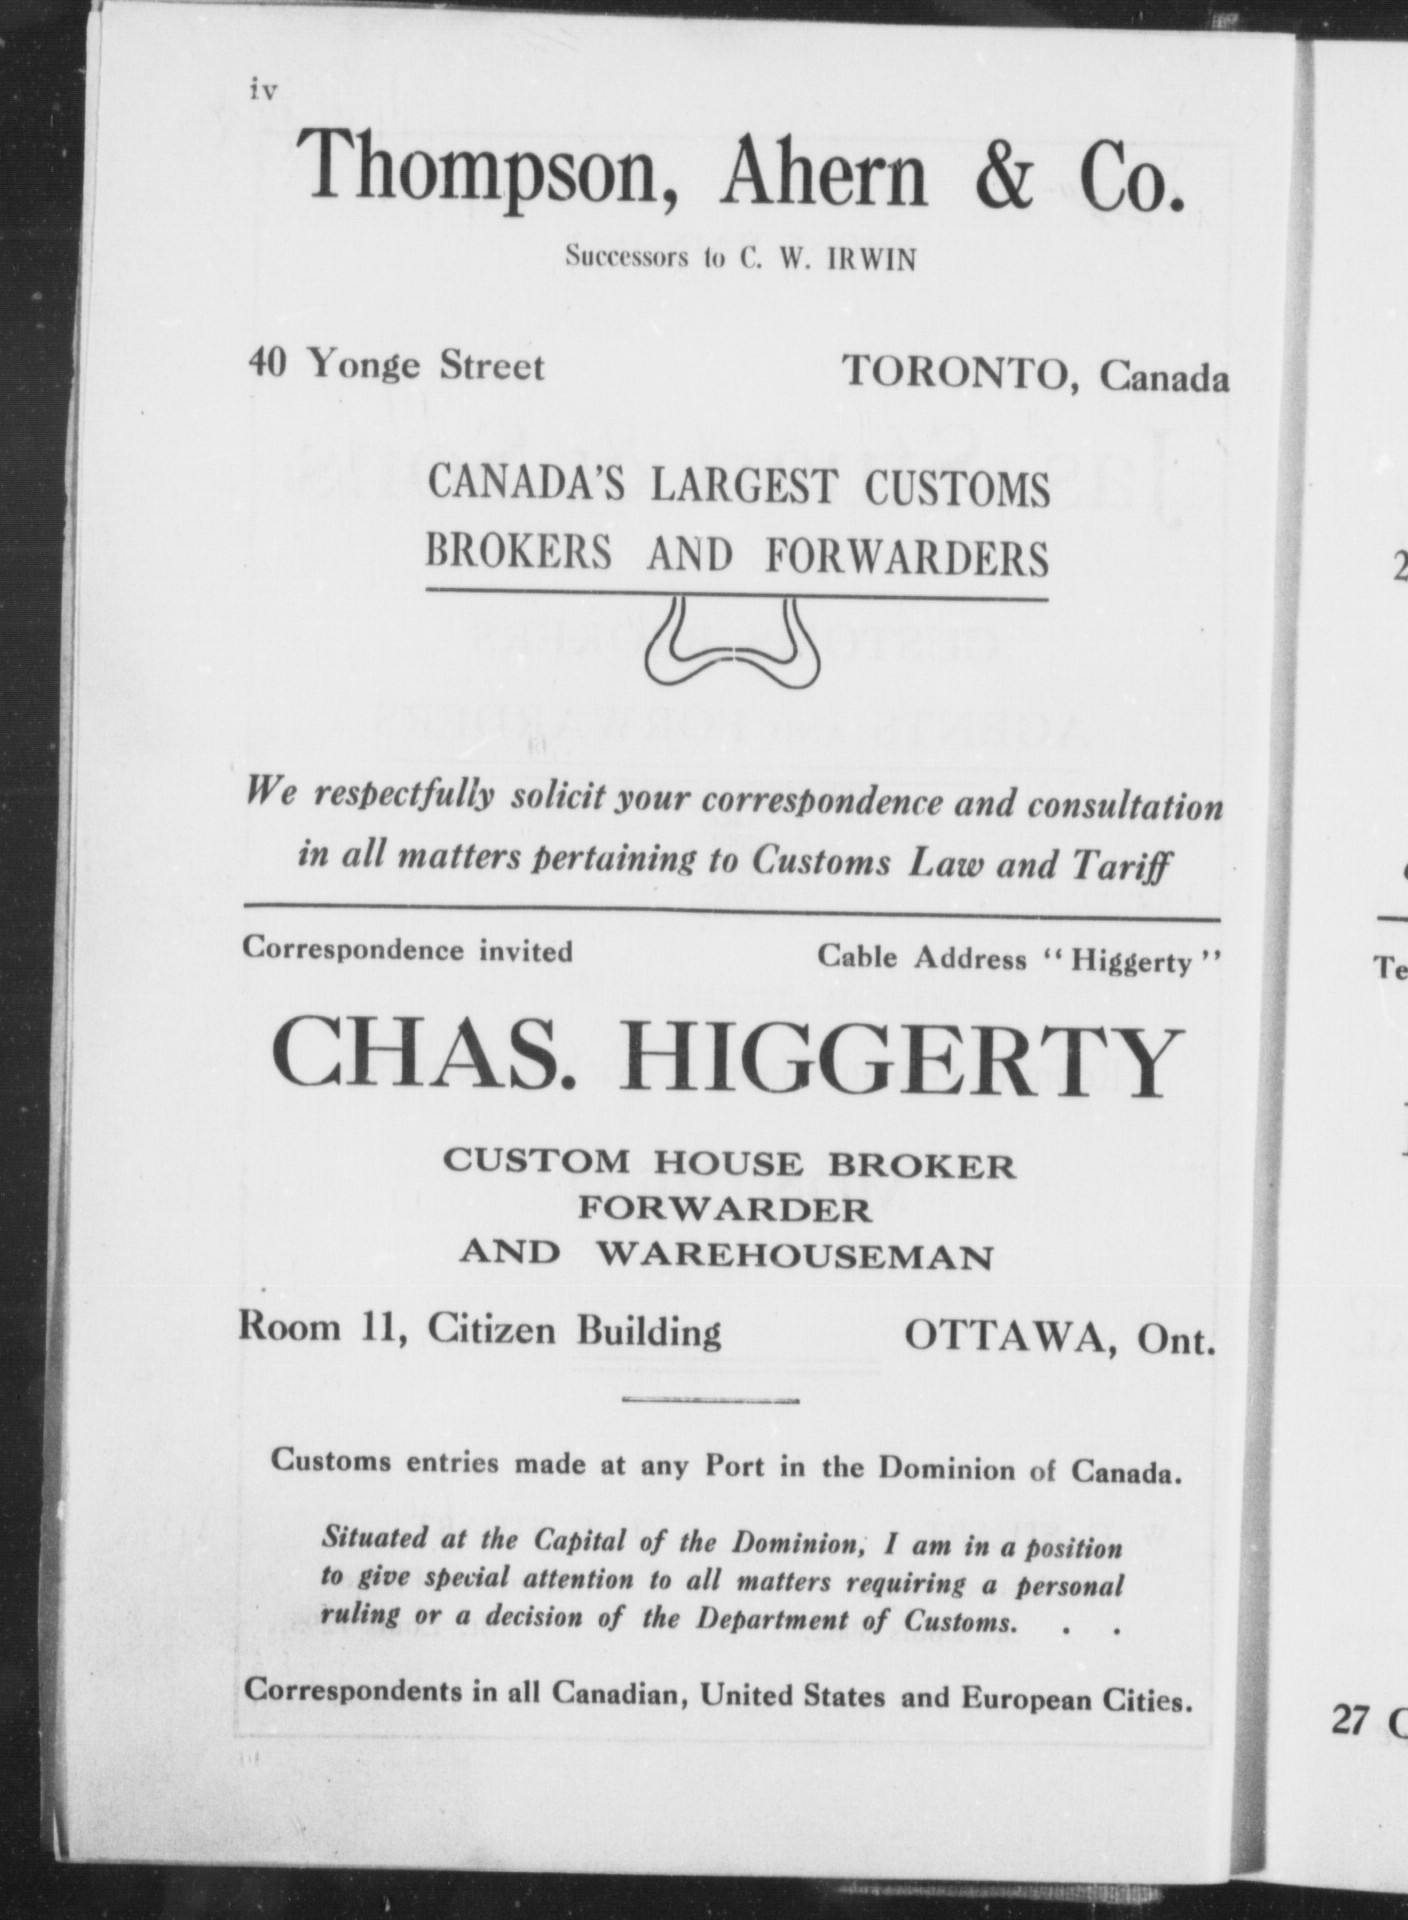 iv
Thompson, Ahern & Co.
Successors to C. W. IRWIN
40 Yonge Street TORONTO, Canada
CANADA'S LARGEST CUSTOMS
BROKERS AND FORWARDERS
We respectfully solicit your correspondence and consultation
in all matters pertaining to Customs Law and Tariff
Correspondence invited Cable Address "Higgerty"
CHAS. HIGGERTY
CUSTOM HOUSE BROKER
FORWARDER
AND WAREHOUSEMAN
Room 11, Citizen Building OTTAWA, Ont.
Customs entries made at any Port in the Dominion of Canada.
Situated at the Capital of the Dominion, I am in a position
to give special attention to all matters requiring a personal
ruling or a decision of the Department of Customs. . .
Correspondents in all Canadian, United States and European Cities.
2
Te
27 C